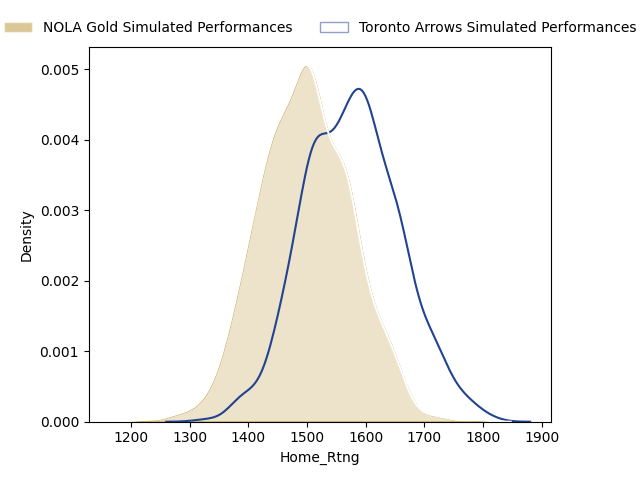 NOLA Gold Simulated Performances Toronto Arrows Simulated Performances
0.005
0.004
0.003
0.002
0.001
0.000
Density
1200 1300 1400 1500 1600 1700 1800 1900
Home_Rtng